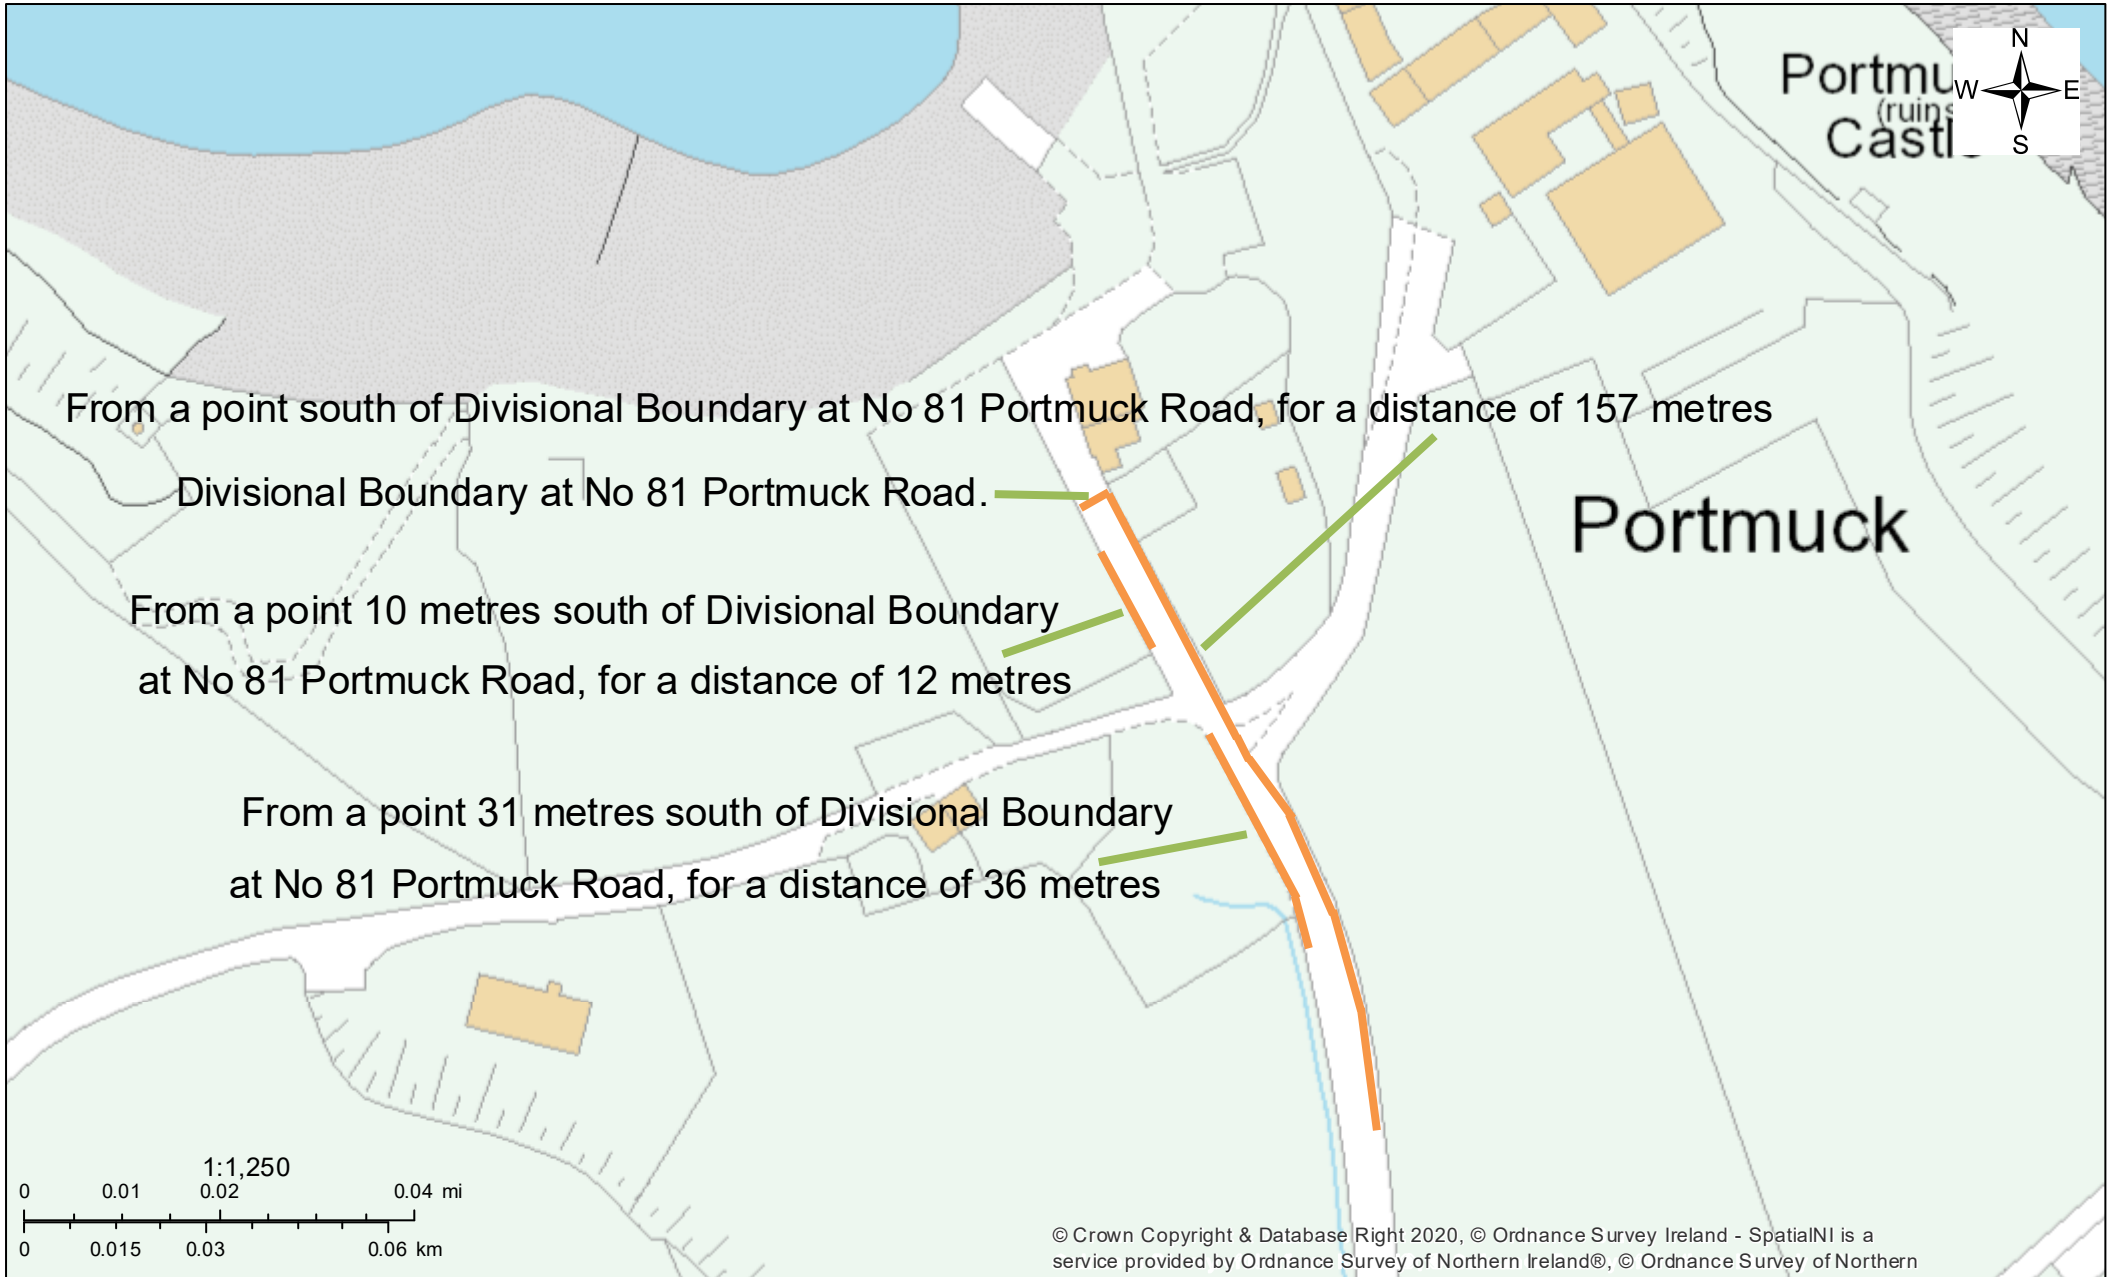 N
W E
S
(ruins
From a point south of Divisional Boundary at No 81 Portmuck Road, for a distance of 157 metres
Divisional Boundary at No 81 Portmuck Road.
Portmuck
From a point 10 metres south of Divisional Boundary
at No 81 Portmuck Road, for a distance of 12 metres
From a point 31 metres south of Divisional Boundary
at No 81 Portmuck Road, for a distance of 36 metres
1:1,250
0 0.01 0.02 0.04 mi
0 0.015 0.03 0.06 km
© Crown Copyright & Database Right 2020, © Ordnance Survey Ireland - SpatialNI is a
service provided by Ordnance Survey of Northern Ireland®, © Ordnance Survey of Northern